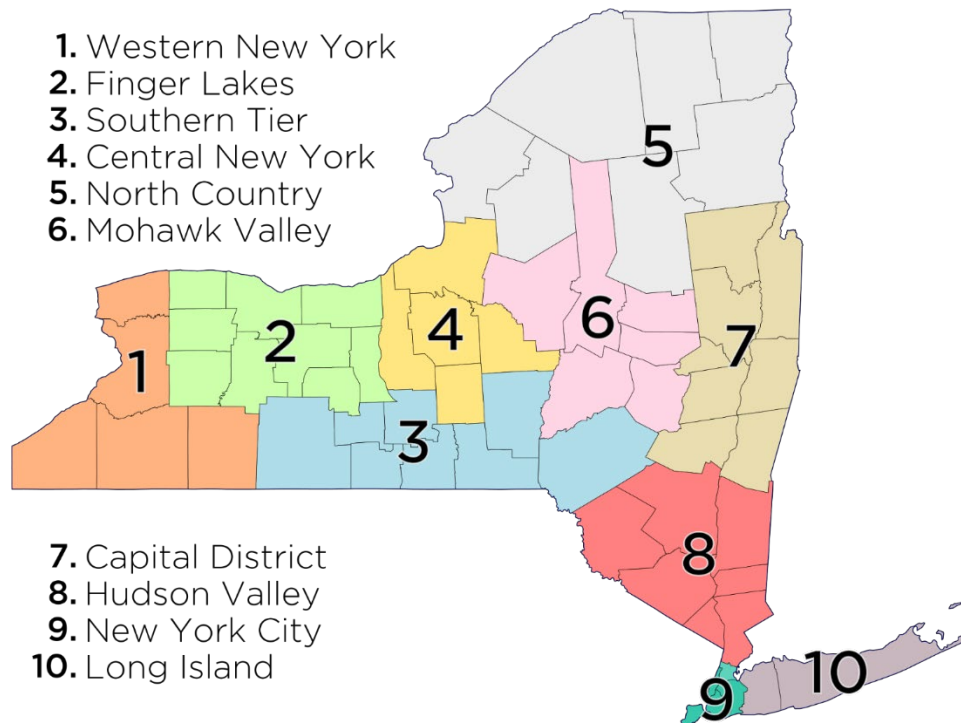 1. Western New York
2. Finger Lakes
3. Southern Tier
4. Central New York
5. North Country
6. Mohawk Valley
5
6
7
4
2
1
3
7. Capital District
8. Hudson Valley
9. New York City
10. Long Island
8
10
9